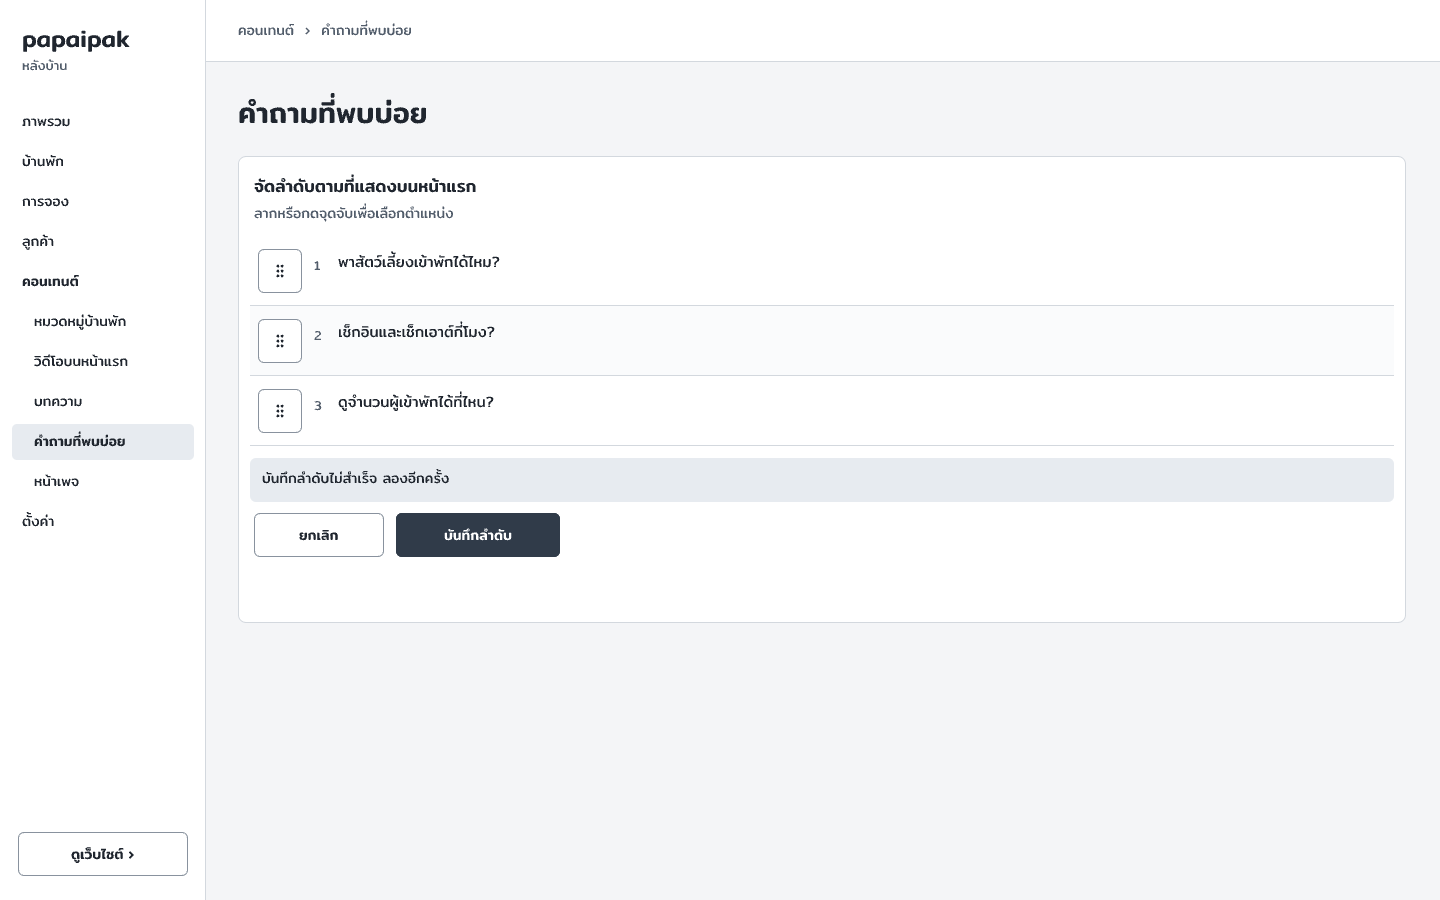 papaipak
หลังบ้าน
ภาพรวม
บ้านพัก
การจอง
ลูกค้า
คอนเทนต์
หมวดหมู่บ้านพัก
วิดีโอบนหน้าแรก
บทความ
คำถามที่พบบ่อย
หน้าเพจ
ตั้งค่า
ดูเว็บไซต์ ›
คอนเทนต์ › คำถามที่พบบ่อย
คำถามที่พบบ่อย
จัดลำดับตามที่แสดงบนหน้าแรก
ลากหรือกดจุดจับเพื่อเลือกตำแหน่ง
1 พาสัตว์เลี้ยงเข้าพักได้ไหม?
2 เช็กอินและเช็กเอาต์กี่โมง?
3 ดูจำนวนผู้เข้าพักได้ที่ไหน?
บันทึกลำดับไม่สำเร็จ ลองอีกครั้ง
ยกเลิก บันทึกลำดับ